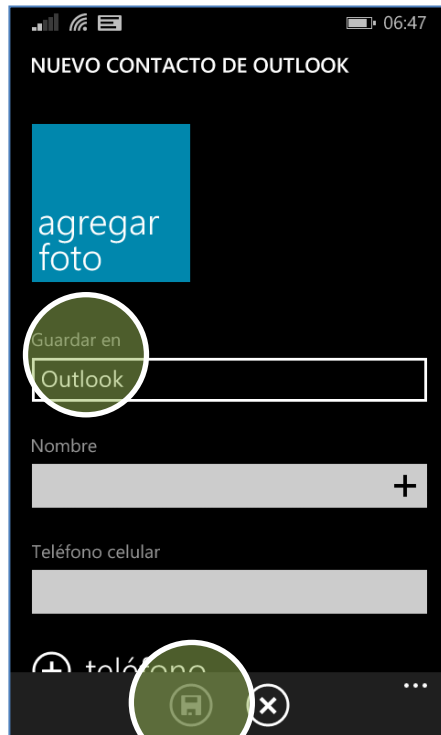 06:47
NUEVO CONTACTO DE OUTLOOK
agregar
foto
Guardar en
Outlook
Nombre
Teléfono celular
teléfono